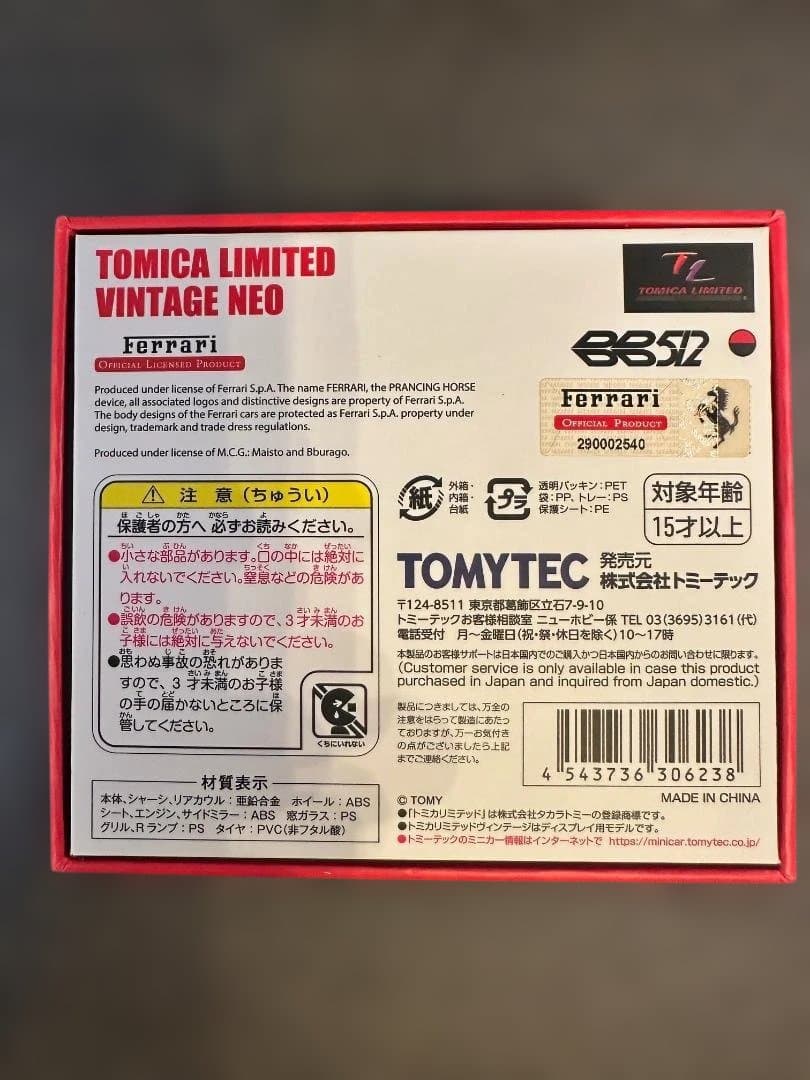 TOMICA LIMITED
VINTAGE NEO
Ferrari
OFFICIAL LICENSED PRODUCT
Produced under license of Ferrari S.p.A. The name FERRARI, the PRANCING HORSE
device, all associated logos and distinctive designs are property of Ferrari S.p.A.
The body designs of the Ferrari cars are protected as Ferrari S.p.A. property under
design, trademark and trade dress regulations.
Produced under license of M.C.G.: Maisto and Bburago.
TL
TOMICA LIMITED
BB512
Ferrari
OFFICIAL PRODUCT
290002540
⚠ 注意(ちゅうい)
保護者の方へ必ずお読みください。
●小さな部品があります。口の中には絶対に
入れないでください。窒息などの危険があ
ります。
●誤飲の危険がありますので、3才未満のお
子様には絶対に与えないでください。
●思わぬ事故の恐れがありま
すので、3才未満のお子様
の手の届かないところに保
管してください。
くちにいれない
材質表示
本体、シャーシ、リアカウル:亜鉛合金 ホイール:ABS
シート、エンジン、サイドミラー:ABS 窓ガラス:PS
グリル、Rランプ:PS タイヤ:PVC(非フタル酸)
紙 外箱・
内箱・
台紙
プラ 透明パッキン:PET
袋:PP、トレー:PS
保護シート:PE
対象年齢
15才以上
TOMYTEC 発売元
株式会社トミーテック
〒124-8511 東京都葛飾区立石7-9-10
トミーテックお客様相談室 ニューホビー係 TEL 03(3695)3161(代)
電話受付 月〜金曜日(祝・祭・休日を除く)10〜17時
本製品のお客様サポートは日本国内でのご購入かつ日本国内からのお問い合わせに限ります。
(Customer service is only available in case this product
purchased in Japan and inquired from Japan domestic.)
製品につきましては、万全の
注意をはらって製造にあたっ
ておりますが、万一お気付き
の点がございましたら上記
までご連絡ください。
4 543736 306238
© TOMY
MADE IN CHINA
●「トミカリミテッド」は株式会社タカラトミーの登録商標です。
●トミカリミテッドヴィンテージはディスプレイ用モデルです。
●トミーテックのミニカー情報はインターネットで https://minicar.tomytec.co.jp/